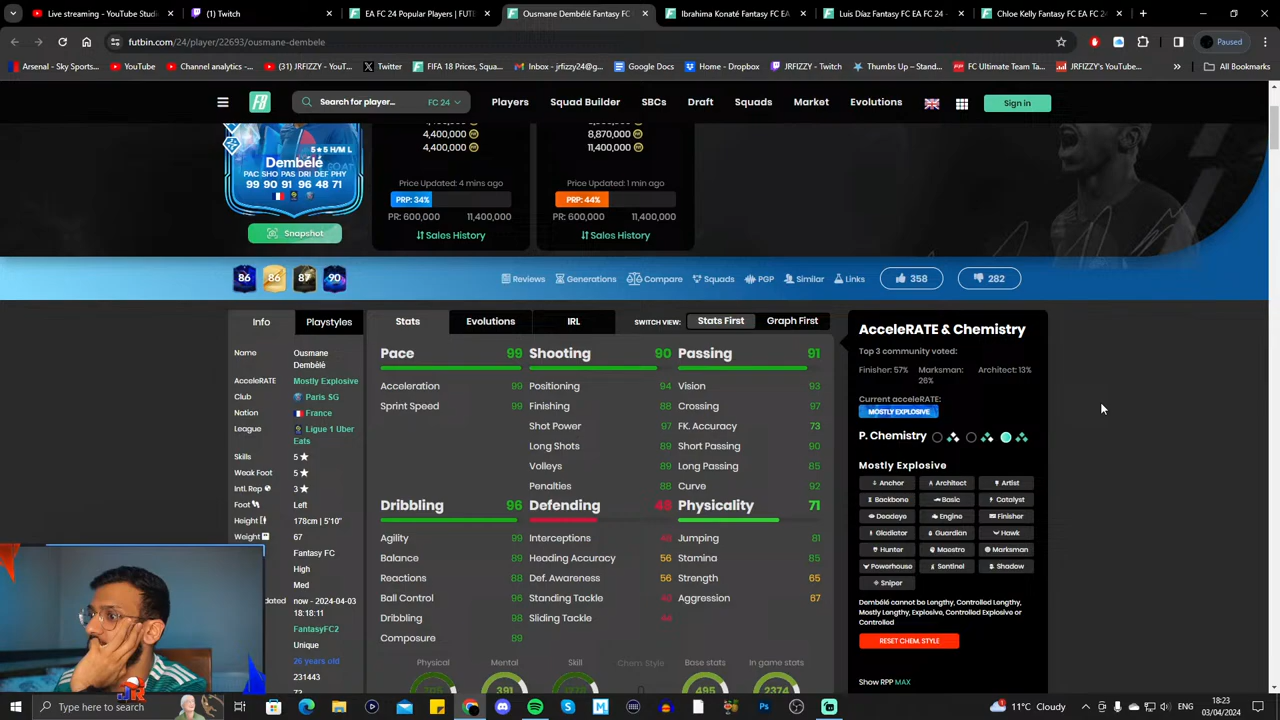 Live streaming - YouTube Stud
(1) Twitch
EA FC 24 Popular Players | FUTB
Ousmane Dembélé Fantasy FC
Ibrahima Konaté Fantasy FC EA
Luis Díaz Fantasy FC EA FC 24 -
Chloe Kelly Fantasy FC EA FC 24
futbin.com/24/player/22693/ousmane-dembele
Paused
Arsenal - Sky Sports...
YouTube
Channel analytics -...
(31) JRFIZZY - YouT...
Twitter
FIFA 18 Prices, Squa...
Inbox - jrfizzy24@g...
Google Docs
Home - Dropbox
JRFIZZY - Twitch
Thumbs Up – Stand...
FC Ultimate Team Ta...
JRFIZZY's YouTube...
All Bookmarks
Search for player...
FC 24
Players
Squad Builder
SBCs
Draft
Squads
Market
Evolutions
Sign in
5★5 H/M L
Dembélé
PAC SHO PAS DRI DEF PHY
99 90 91 96 48 71
4,400,000
4,400,000
8,870,000
11,400,000
Price Updated: 4 mins ago
Price Updated: 1 min ago
PRP: 34%
PRP: 44%
PR: 600,000 11,400,000
PR: 600,000 11,400,000
Snapshot
Sales History
Sales History
86
86
87
90
Reviews
Generations
Compare
Squads
PGP
Similar
Links
358
282
Info
Playstyles
Name Ousmane Dembélé
AcceleRATE Mostly Explosive
Club Paris SG
Nation France
League Ligue 1 Uber Eats
Skills 5★
Weak Foot 5★
Intl. Rep 3★
Foot Left
Height 178cm | 5'10"
Weight 67
Fantasy FC
High
Med
now - 2024-04-03
18:18:11
FantasyFC2
Unique
26 years old
231443
Stats
Evolutions
IRL
SWITCH VIEW:
Stats First
Graph First
Pace 99
Acceleration 99
Sprint Speed 99
Shooting 90
Positioning 94
Finishing 88
Shot Power 97
Long Shots 89
Volleys 89
Penalties 88
Passing 91
Vision 93
Crossing 97
FK. Accuracy 73
Short Passing 90
Long Passing 85
Curve 92
Dribbling 96
Agility 99
Balance 89
Reactions 88
Ball Control 96
Dribbling 98
Composure 89
Defending 48
Interceptions
Heading Accuracy 56
Def. Awareness 56
Standing Tackle
Sliding Tackle
Physicality 71
Jumping 81
Stamina 85
Strength 65
Aggression 67
Physical
Mental 391
Skill
Chem Style
Base stats 495
In game stats 2374
AcceleRATE & Chemistry
Top 3 community voted:
Finisher: 57%
Marksman: 26%
Architect: 13%
Current acceleRATE:
MOSTLY EXPLOSIVE
P. Chemistry
Mostly Explosive
Anchor
Architect
Artist
Backbone
Basic
Catalyst
Deadeye
Engine
Finisher
Gladiator
Guardian
Hawk
Hunter
Maestro
Marksman
Powerhouse
Sentinel
Shadow
Sniper
Dembélé cannot be Lengthy, Controlled Lengthy,
Mostly Lengthy, Explosive, Controlled Explosive or
Controlled
RESET CHEM. STYLE
Show RPP MAX
Type here to sea
11°C Cloudy
ENG
18:23
03/04/2024